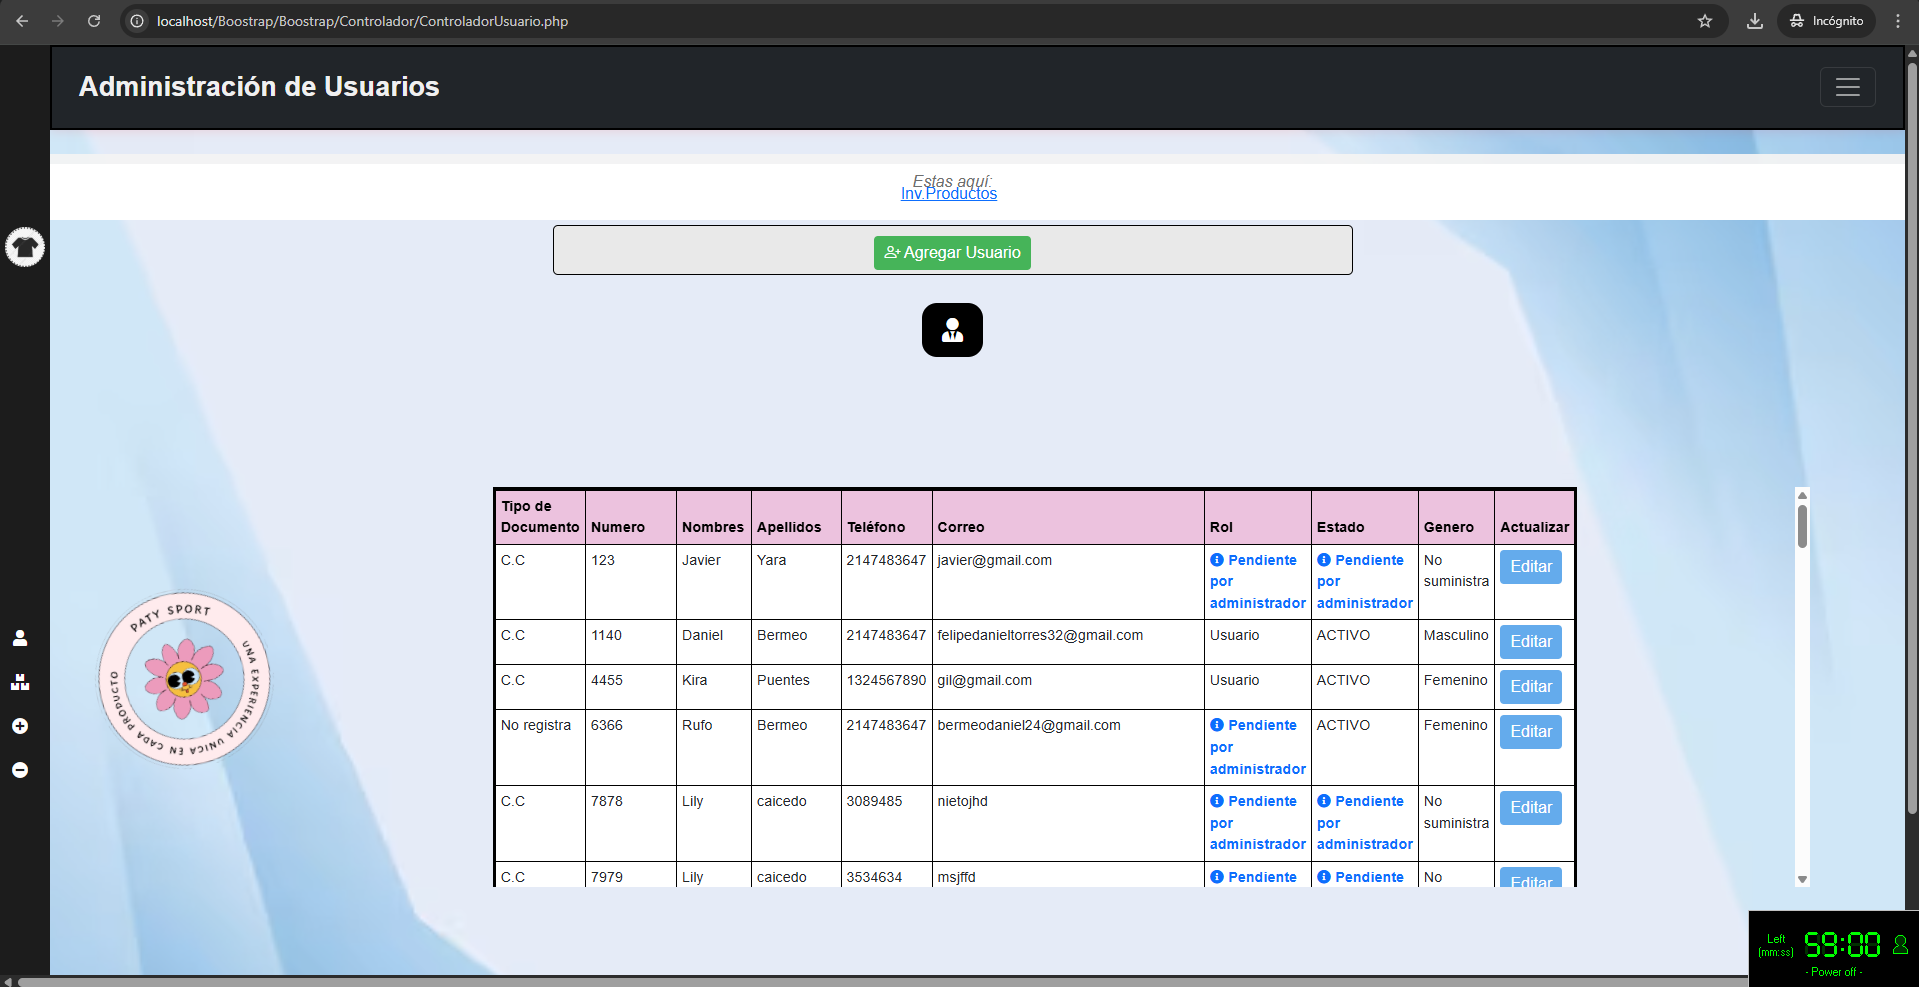 localhost/Boostrap/Boostrap/Controlador/ControladorUsuario.php
Incógnito
Administración de Usuarios
Estas aquí:
Inv.Productos
Agregar Usuario
Tipo de Documento Numero Nombres Apellidos Teléfono Correo Rol Estado Genero Actualizar
C.C 123 Javier Yara 2147483647 javier@gmail.com Pendiente por administrador Pendiente por administrador No suministra Editar
C.C 1140 Daniel Bermeo 2147483647 felipedanieltorres32@gmail.com Usuario ACTIVO Masculino Editar
C.C 4455 Kira Puentes 1324567890 gil@gmail.com Usuario ACTIVO Femenino Editar
No registra 6366 Rufo Bermeo 2147483647 bermeodaniel24@gmail.com Pendiente por administrador ACTIVO Femenino Editar
C.C 7878 Lily caicedo 3089485 nietojhd Pendiente por administrador Pendiente por administrador No suministra Editar
C.C 7979 Lily caicedo 3534634 msjffd Pendiente Pendiente No Editar
PATY SPORT
UNA EXPERIENCIA UNICA EN CADA PRODUCTO
Left
(mm:ss)
59:00
- Power off -